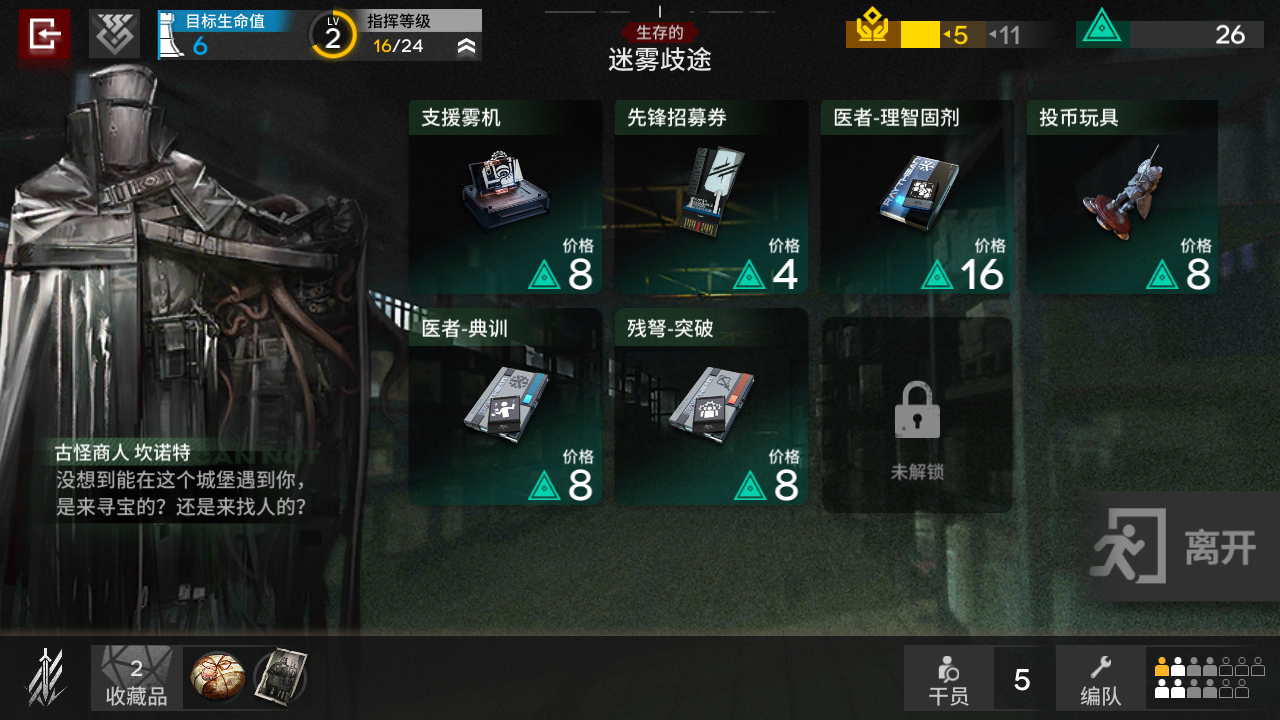 目标生命值
6
LV
2
指挥等级
16/24
生存的
迷雾歧途
5
11
26
支援雾机
价格
8
先锋招募券
价格
4
医者-理智固剂
价格
16
投币玩具
价格
8
医者-典训
价格
8
残弩-突破
价格
8
未解锁
古怪商人 坎诺特
没想到能在这个城堡遇到你，
是来寻宝的？还是来找人的？
离开
2
收藏品
干员
5
编队